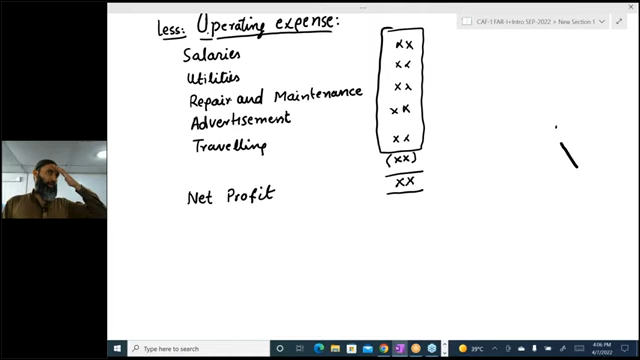 CAF-1 FAR-I+Intro SEP-2022 > New Section 1
Less: Operating expense:
Salaries xx
Utilities xx
Repair and Maintenance xx
Advertisement xx
Travelling xx
(xx)
Net Profit xx
Type here to search
39°C
4:06 PM
4/7/2022